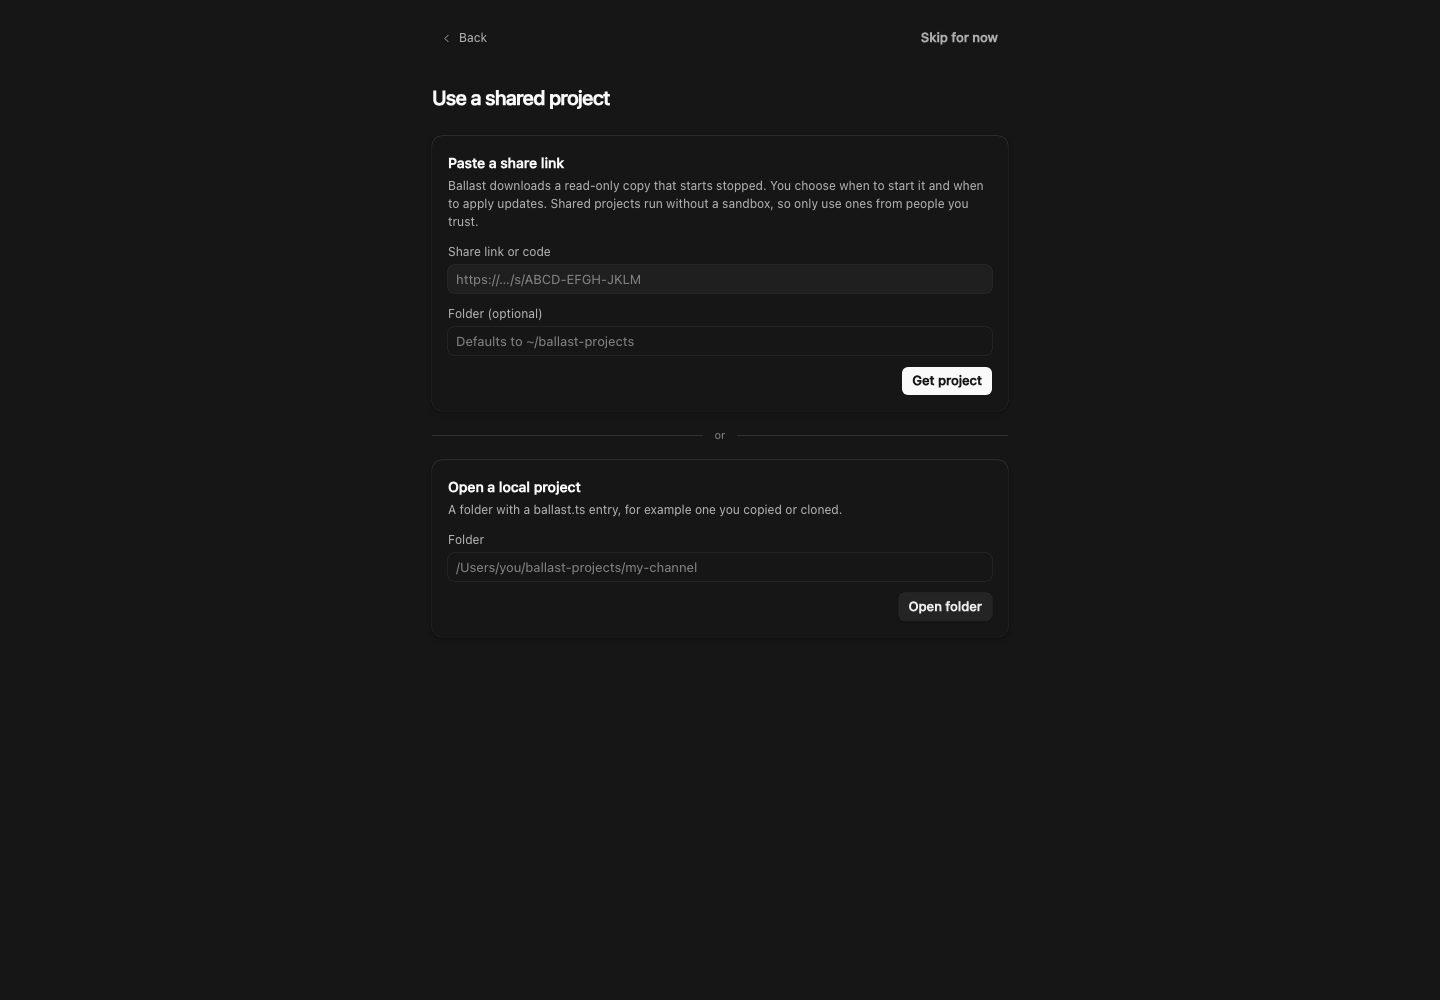 Back
Skip for now
Use a shared project
Paste a share link
Ballast downloads a read-only copy that starts stopped. You choose when to start it and when
to apply updates. Shared projects run without a sandbox, so only use ones from people you
trust.
Share link or code
https://.../s/ABCD-EFGH-JKLM
Folder (optional)
Defaults to ~/ballast-projects
Get project
or
Open a local project
A folder with a ballast.ts entry, for example one you copied or cloned.
Folder
/Users/you/ballast-projects/my-channel
Open folder